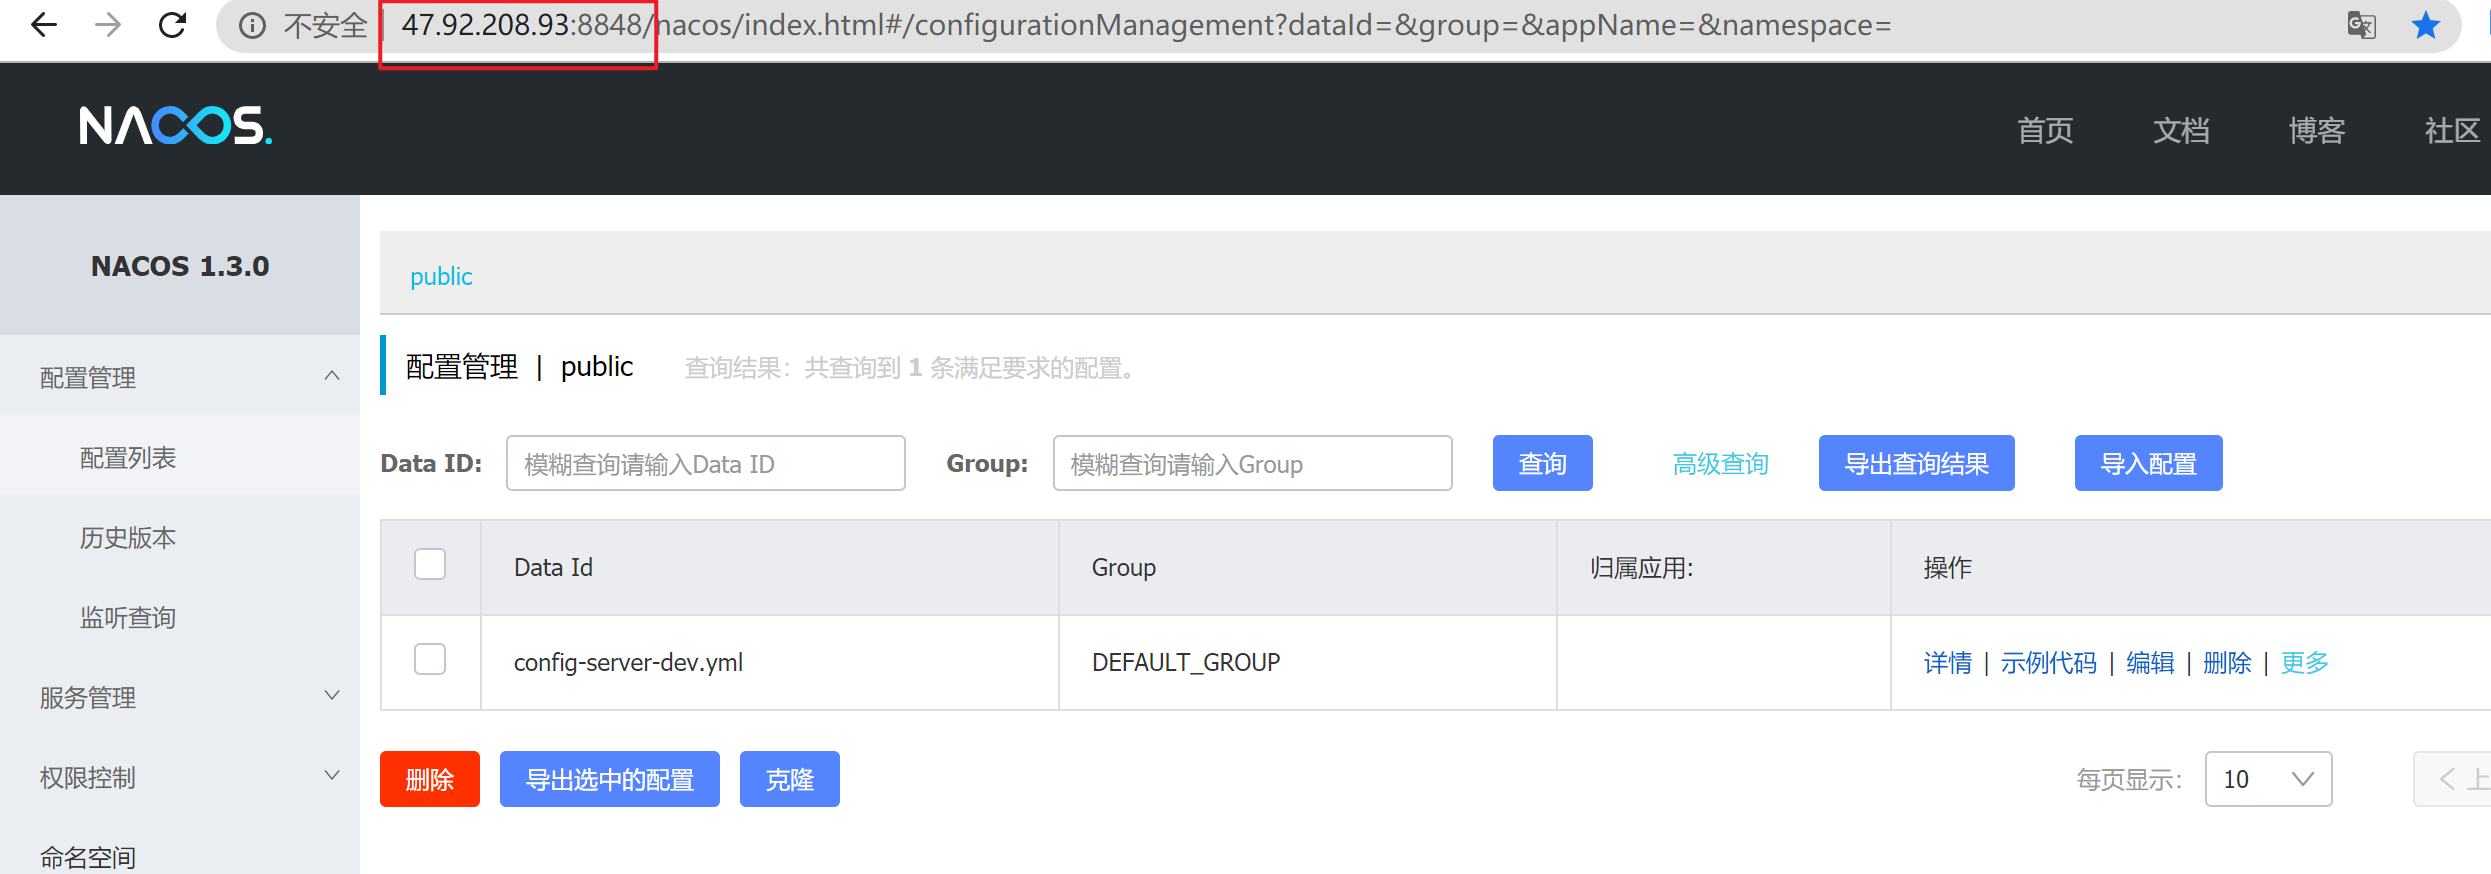 不安全 | 47.92.208.93:8848/nacos/index.html#/configurationManagement?dataId=&group=&appName=&namespace=
NACOS.
首页 文档 博客 社区
NACOS 1.3.0
public
配置管理
配置管理 | public 查询结果：共查询到 1 条满足要求的配置。
配置列表
Data ID: 模糊查询请输入Data ID Group: 模糊查询请输入Group 查询 高级查询 导出查询结果 导入配置
历史版本
Data Id Group 归属应用: 操作
监听查询
config-server-dev.yml DEFAULT_GROUP 详情 | 示例代码 | 编辑 | 删除 | 更多
服务管理
权限控制
删除 导出选中的配置 克隆 每页显示: 10 < 上
命名空间